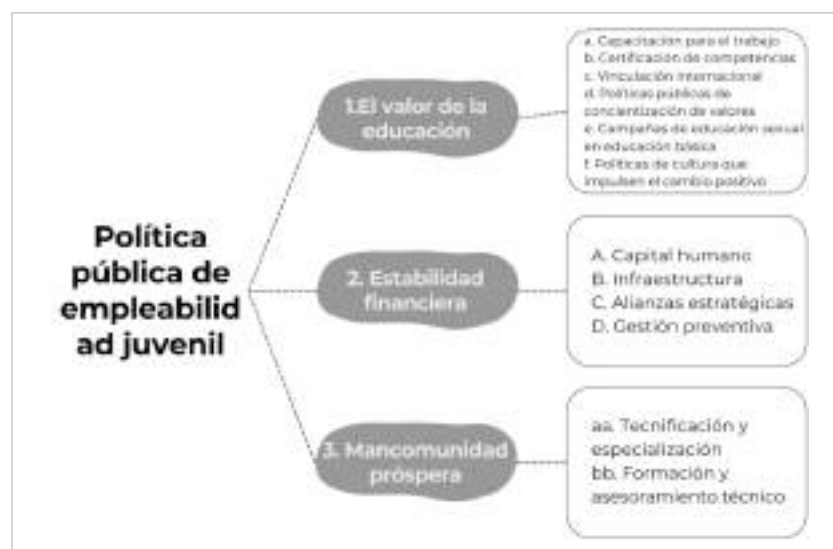 Política
pública de
empleabilid
ad juvenil
1.El valor de la
educación
a. Capacitación para el trabajo
b. Certificación de competencias
c. Vinculación internacional
d. Políticas públicas de
concientización de valores
e. Campañas de educación sexual
en educación básica
f. Políticas de cultura que
impulsen el cambio positivo
2. Estabilidad
financiera
A. Capital humano
B. Infraestructura
C. Alianzas estratégicas
D. Gestión preventiva
3. Mancomunidad
próspera
aa. Tecnificación y
especialización
bb. Formación y
asesoramiento técnico